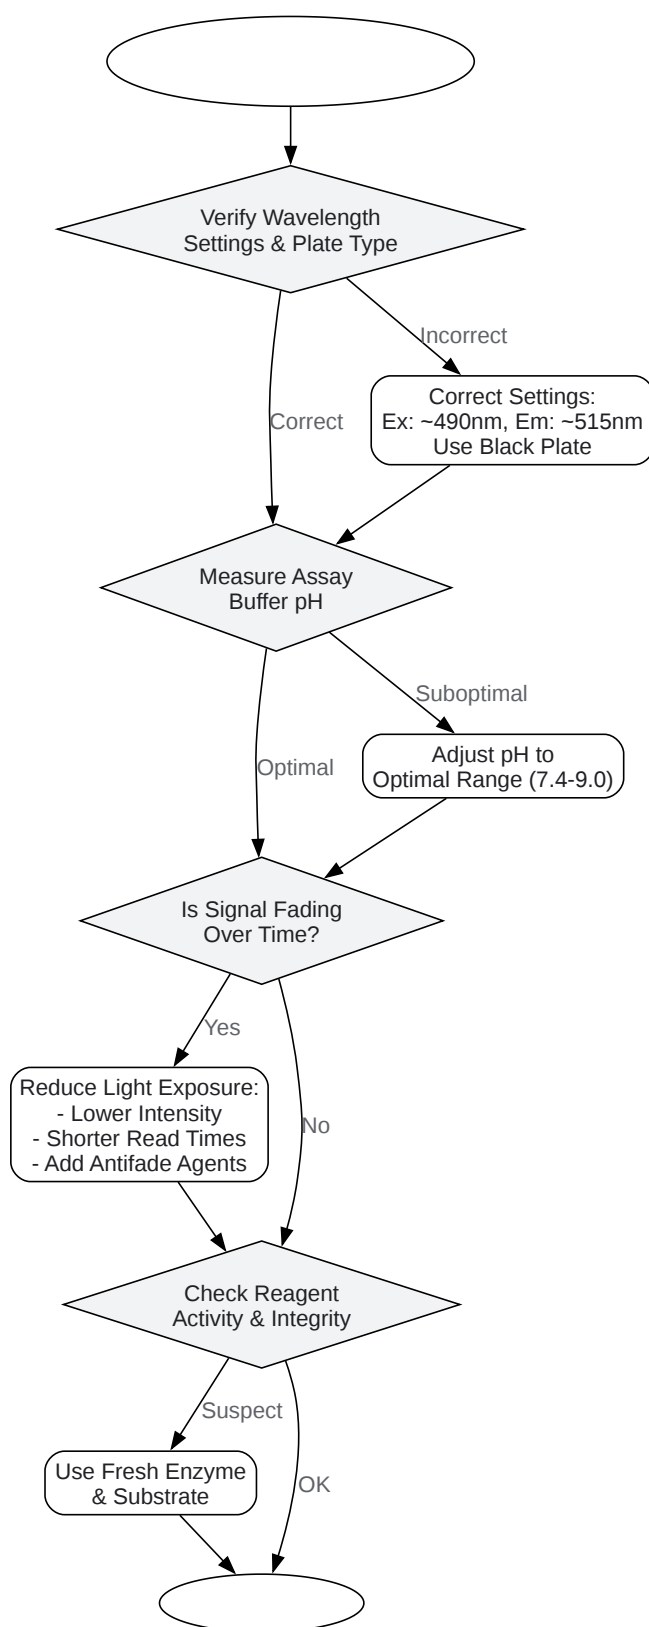 Verify Wavelength
Settings & Plate Type
Incorrect
Correct Settings:
Ex: ~490nm, Em: ~515nm
Use Black Plate
Correct
Measure Assay
Buffer pH
Suboptimal
Adjust pH to
Optimal Range (7.4-9.0)
Optimal
Is Signal Fading
Over Time?
Yes
Reduce Light Exposure:
- Lower Intensity
- Shorter Read Times
- Add Antifade Agents
No
Check Reagent
Activity & Integrity
Suspect
Use Fresh Enzyme
& Substrate
OK